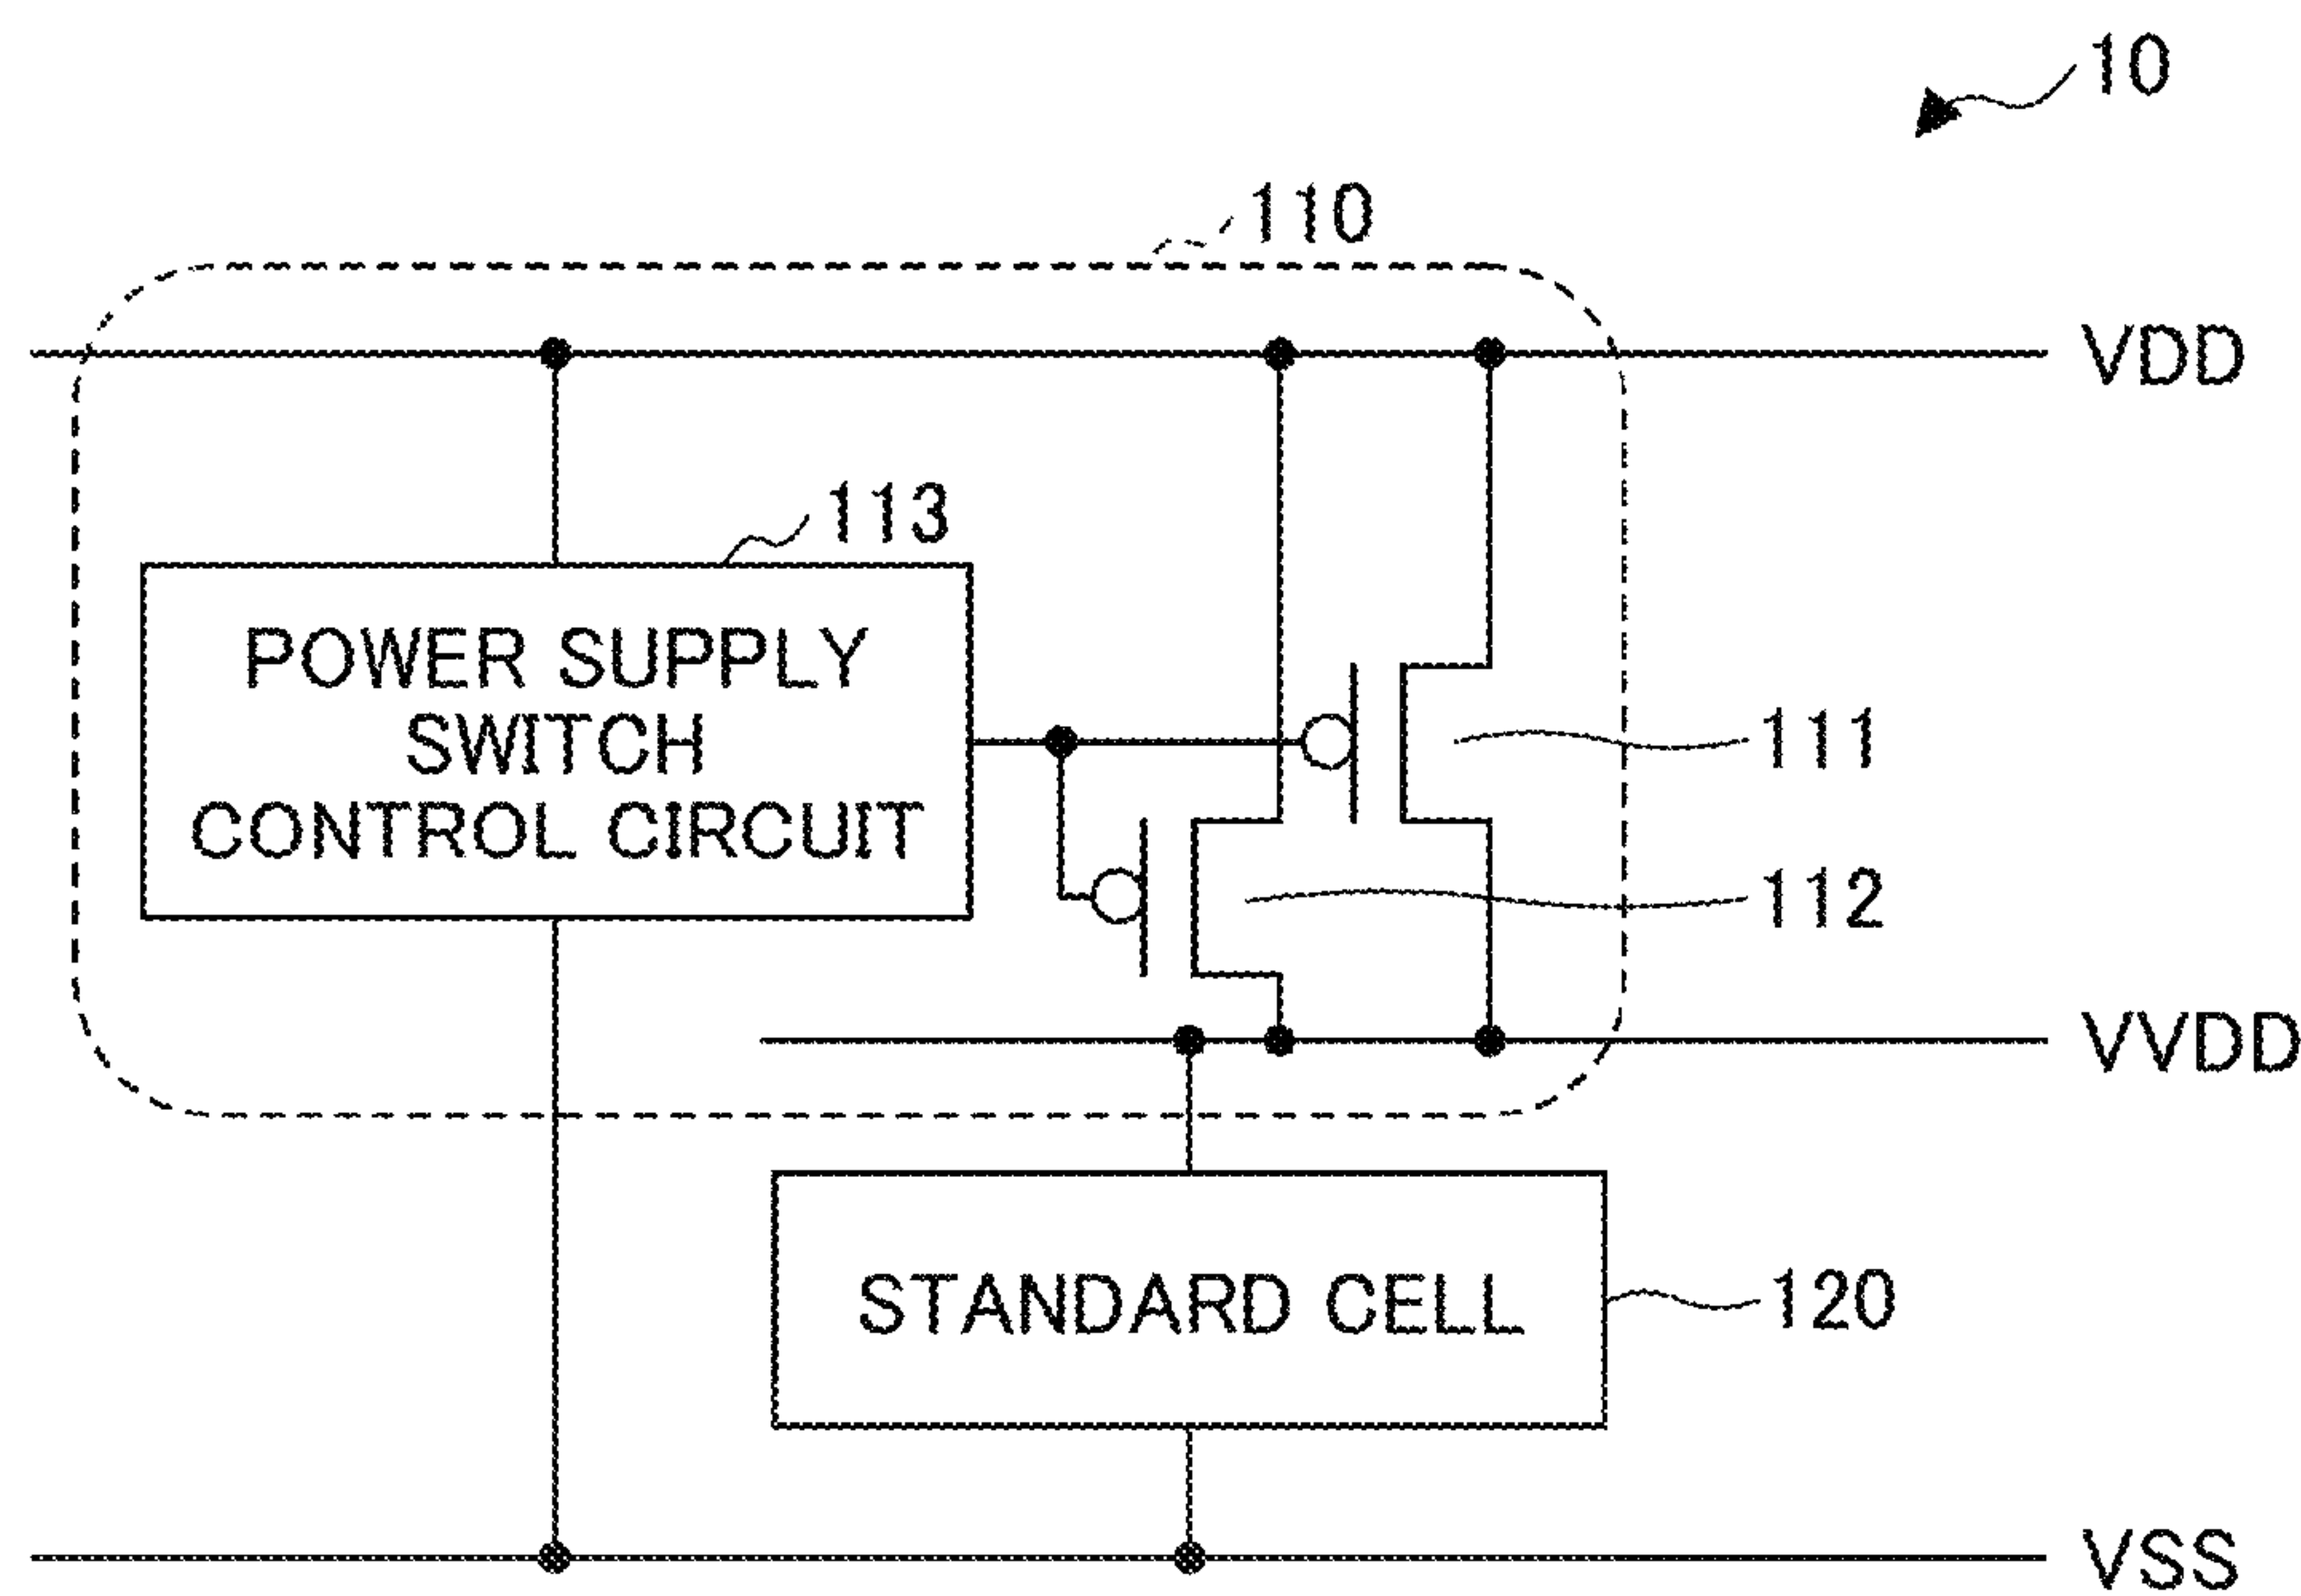 10
110
VDD
113
POWER SUPPLY
SWITCH
CONTROL CIRCUIT
111
112
VVDD
STANDARD CELL
120
VSS